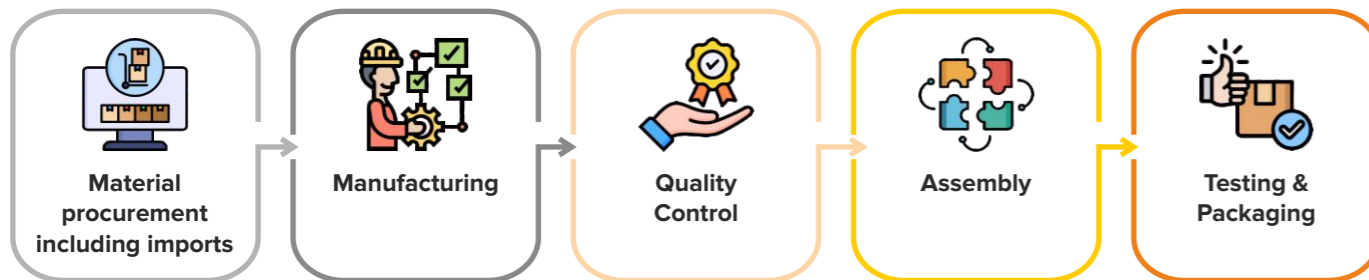 Material
procurement
including imports
Manufacturing
Quality
Control
Assembly
Testing &
Packaging